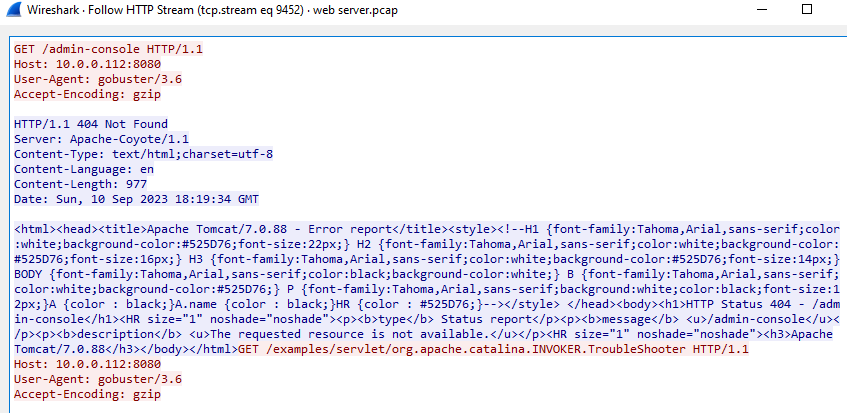 Wireshark · Follow HTTP Stream (tcp.stream eq 9452) · web server.pcap
GET /admin-console HTTP/1.1
Host: 10.0.0.112:8080
User-Agent: gobuster/3.6
Accept-Encoding: gzip
HTTP/1.1 404 Not Found
Server: Apache-Coyote/1.1
Content-Type: text/html;charset=utf-8
Content-Language: en
Content-Length: 977
Date: Sun, 10 Sep 2023 18:19:34 GMT
<html><head><title>Apache Tomcat/7.0.88 - Error report</title><style><!--H1 {font-family:Tahoma,Arial,sans-serif;color
:white;background-color:#525D76;font-size:22px;} H2 {font-family:Tahoma,Arial,sans-serif;color:white;background-color:
#525D76;font-size:16px;} H3 {font-family:Tahoma,Arial,sans-serif;color:white;background-color:#525D76;font-size:14px;}
BODY {font-family:Tahoma,Arial,sans-serif;color:black;background-color:white;} B {font-family:Tahoma,Arial,sans-serif;
color:white;background-color:#525D76;} P {font-family:Tahoma,Arial,sans-serif;background:white;color:black;font-size:1
2px;}A {color : black;}A.name {color : black;}HR {color : #525D76;}--></style> </head><body><h1>HTTP Status 404 - /adm
in-console</h1><HR size="1" noshade="noshade"><p><b>type</b> Status report</p><p><b>message</b> <u>/admin-console</u><
/p><p><b>description</b> <u>The requested resource is not available.</u></p><HR size="1" noshade="noshade"><h3>Apache
Tomcat/7.0.88</h3></body></html>GET /examples/servlet/org.apache.catalina.INVOKER.TroubleShooter HTTP/1.1
Host: 10.0.0.112:8080
User-Agent: gobuster/3.6
Accept-Encoding: gzip